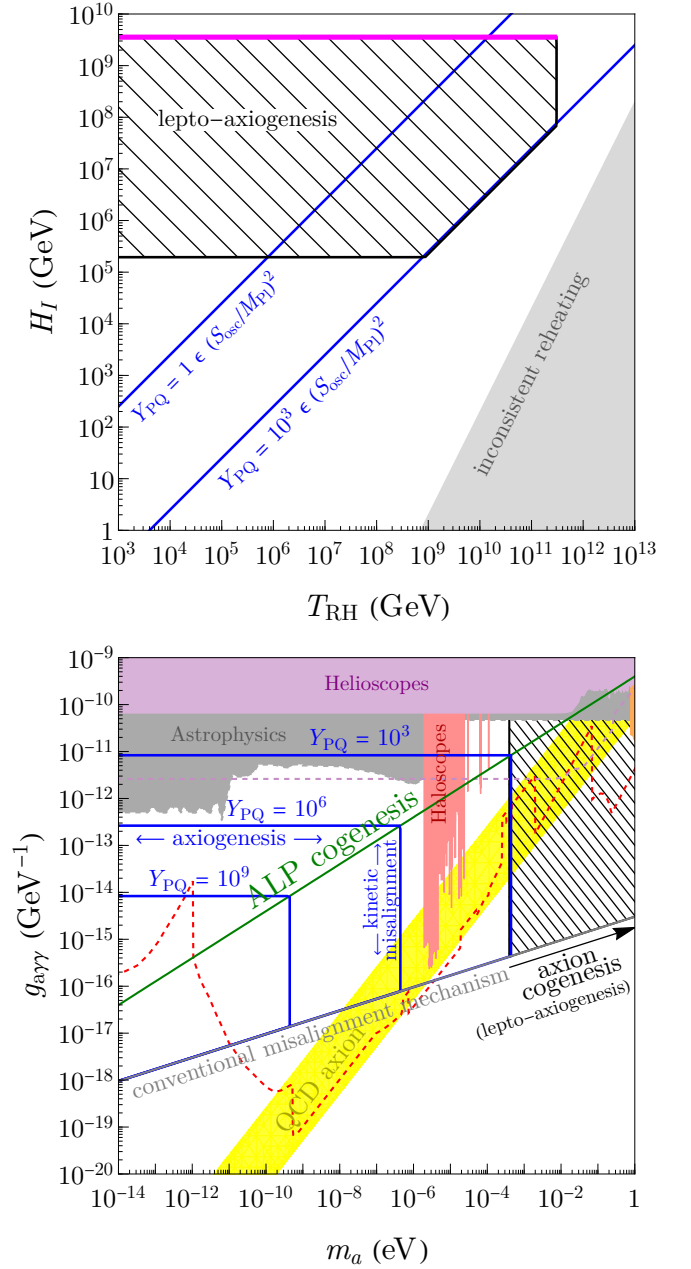 10^10
10^9
10^8
10^7
10^6
10^5
10^4
10^3
10^2
10^1
1
H_I (GeV)
lepto-axiogenesis
Y_PQ = 1 ϵ (S_osc/M_Pl)^2
Y_PQ = 10^3 ϵ (S_osc/M_Pl)^2
inconsistent reheating
10^3 10^4 10^5 10^6 10^7 10^8 10^9 10^10 10^11 10^12 10^13
T_RH (GeV)
10^-9
10^-10
10^-11
10^-12
10^-13
10^-14
10^-15
10^-16
10^-17
10^-18
10^-19
10^-20
g_aγγ (GeV^-1)
Helioscopes
Astrophysics
Y_PQ = 10^3
Haloscopes
Y_PQ = 10^6
← axiogenesis →
Y_PQ = 10^9
ALP cogenesis
← kinetic →
misalignment
conventional misalignment mechanism
QCD axion
axion
cogenesis
(lepto-axiogenesis)
10^-14 10^-12 10^-10 10^-8 10^-6 10^-4 10^-2 1
m_a (eV)